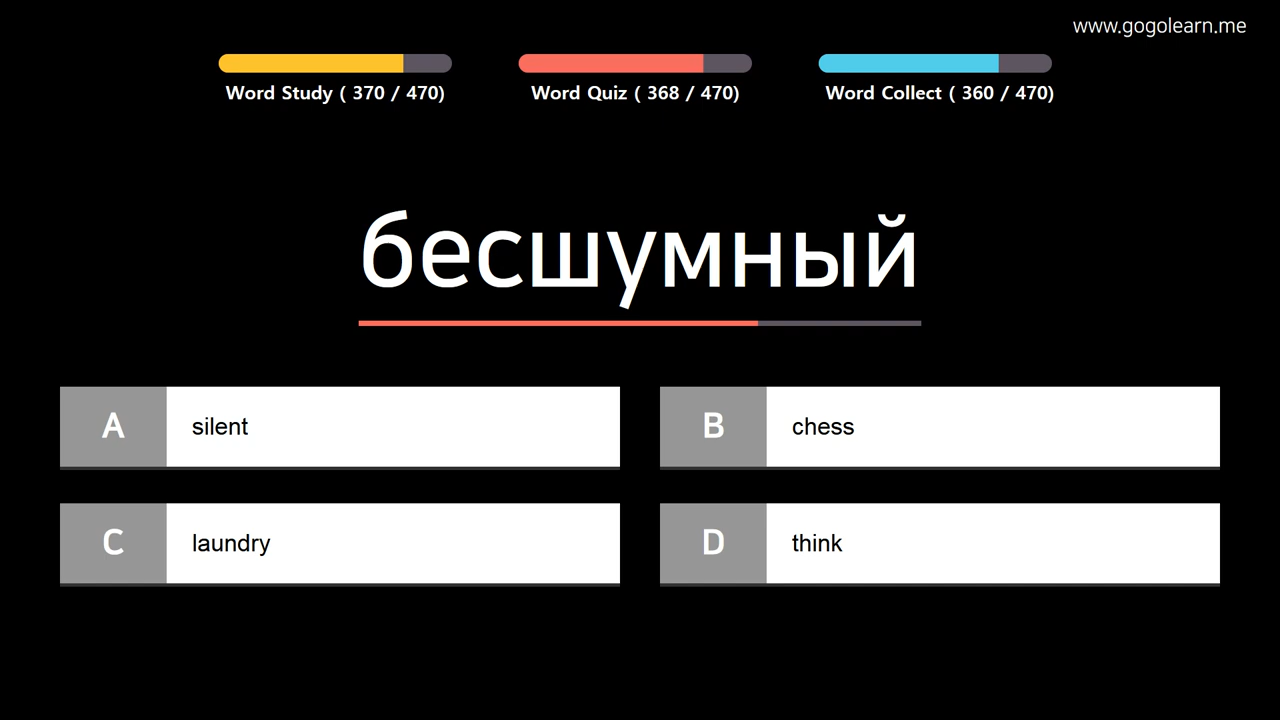 www.gogolearn.me
Word Study ( 370 / 470)
Word Quiz ( 368 / 470)
Word Collect ( 360 / 470)
бесшумный
A silent
B chess
C laundry
D think